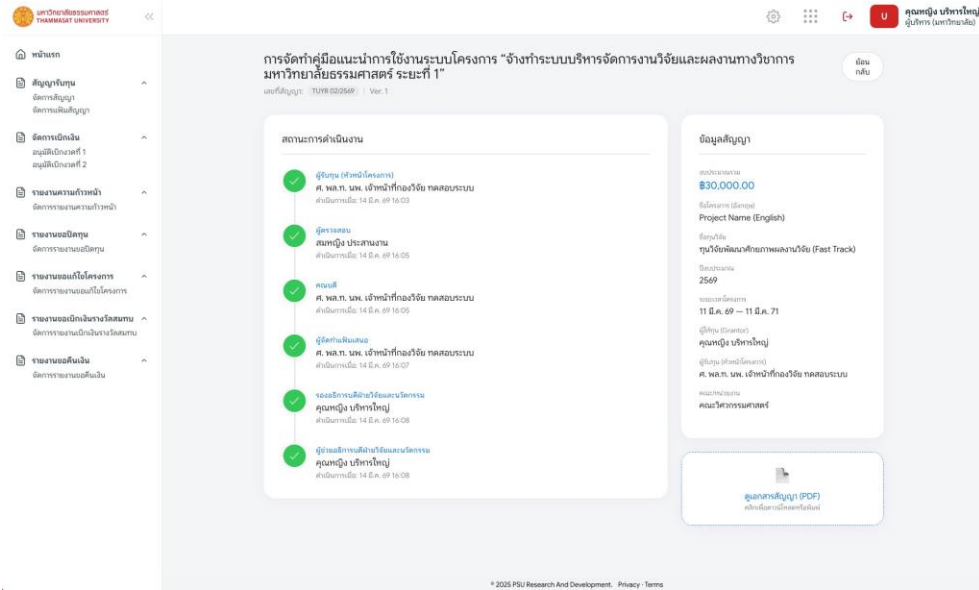 มหาวิทยาลัยธรรมศาสตร์
THAMMASAT UNIVERSITY
U
คุณหญิง บริหารใหญ่
ผู้บริหาร (มหาวิทยาลัย)
หน้าแรก
สัญญารับทุน
จัดการสัญญา
จัดการแฟ้มสัญญา
จัดการเบิกเงิน
อนุมัติเบิกงวดที่ 1
อนุมัติเบิกงวดที่ 2
รายงานความก้าวหน้า
จัดการรายงานความก้าวหน้า
รายงานขอปิดทุน
จัดการรายงานขอปิดทุน
รายงานขอแก้ไขโครงการ
จัดการรายงานขอแก้ไขโครงการ
รายงานขอเบิกเงินรางวัลสมทบ
จัดการรายงานเบิกเงินรางวัลสมทบ
รายงานขอคืนเงิน
จัดการรายงานขอคืนเงิน
การจัดทำคู่มือแนะนำการใช้งานระบบโครงการ “จ้างทำระบบบริหารจัดการงานวิจัยและผลงานทางวิชาการ
มหาวิทยาลัยธรรมศาสตร์ ระยะที่ 1”
เลขที่สัญญา: TUYR 02/2569 | Ver. 1
ย้อน
กลับ
สถานะการดำเนินงาน
ผู้รับทุน (หัวหน้าโครงการ)
ศ. พล.ท. นพ. เจ้าหน้าที่กองวิจัย ทดสอบระบบ
ดำเนินการเมื่อ: 14 มี.ค. 69 16:03
ผู้ตรวจสอบ
สมหญิง ประสานงาน
ดำเนินการเมื่อ: 14 มี.ค. 69 16:05
คณบดี
ศ. พล.ท. นพ. เจ้าหน้าที่กองวิจัย ทดสอบระบบ
ดำเนินการเมื่อ: 14 มี.ค. 69 16:05
ผู้จัดทำแฟ้มเสนอ
ศ. พล.ท. นพ. เจ้าหน้าที่กองวิจัย ทดสอบระบบ
ดำเนินการเมื่อ: 14 มี.ค. 69 16:07
รองอธิการบดีฝ่ายวิจัยและนวัตกรรม
คุณหญิง บริหารใหญ่
ดำเนินการเมื่อ: 14 มี.ค. 69 16:08
ผู้ช่วยอธิการบดีฝ่ายวิจัยและนวัตกรรม
คุณหญิง บริหารใหญ่
ดำเนินการเมื่อ: 14 มี.ค. 69 16:08
ข้อมูลสัญญา
งบประมาณรวม
฿30,000.00
ชื่อโครงการ (อังกฤษ)
Project Name (English)
ชื่อทุนวิจัย
ทุนวิจัยพัฒนาศักยภาพผลงานวิจัย (Fast Track)
ปีงบประมาณ
2569
ระยะเวลาโครงการ
11 มี.ค. 69 — 11 มี.ค. 71
ผู้ให้ทุน (Grantor)
คุณหญิง บริหารใหญ่
ผู้รับทุน (หัวหน้าโครงการ)
ศ. พล.ท. นพ. เจ้าหน้าที่กองวิจัย ทดสอบระบบ
คณะ/หน่วยงาน
คณะวิศวกรรมศาสตร์
ดูเอกสารสัญญา (PDF)
คลิกเพื่อดาวน์โหลดหรือพิมพ์
© 2025 PSU Research And Development. Privacy · Terms